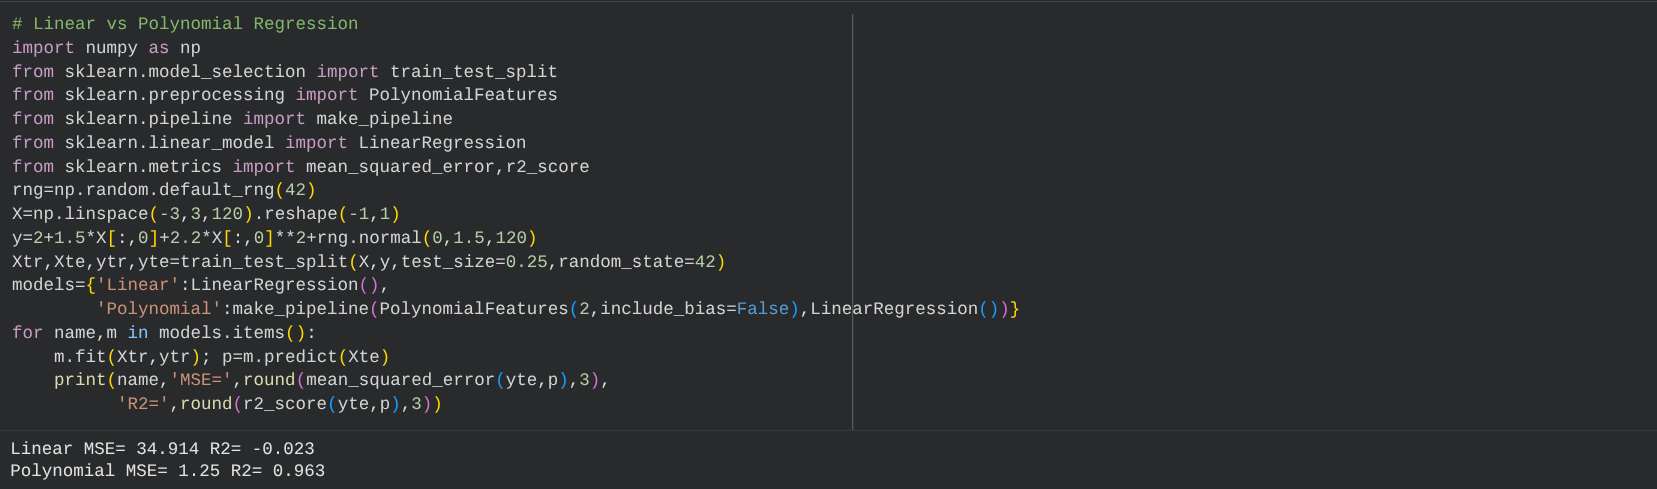 # Linear vs Polynomial Regression
import numpy as np
from sklearn.model_selection import train_test_split
from sklearn.preprocessing import PolynomialFeatures
from sklearn.pipeline import make_pipeline
from sklearn.linear_model import LinearRegression
from sklearn.metrics import mean_squared_error,r2_score
rng=np.random.default_rng(42)
X=np.linspace(-3,3,120).reshape(-1,1)
y=2+1.5*X[:,0]+2.2*X[:,0]**2+rng.normal(0,1.5,120)
Xtr,Xte,ytr,yte=train_test_split(X,y,test_size=0.25,random_state=42)
models={'Linear':LinearRegression(),
        'Polynomial':make_pipeline(PolynomialFeatures(2,include_bias=False),LinearRegression())}
for name,m in models.items():
    m.fit(Xtr,ytr); p=m.predict(Xte)
    print(name,'MSE=',round(mean_squared_error(yte,p),3),
          'R2=',round(r2_score(yte,p),3))
Linear MSE= 34.914 R2= -0.023
Polynomial MSE= 1.25 R2= 0.963